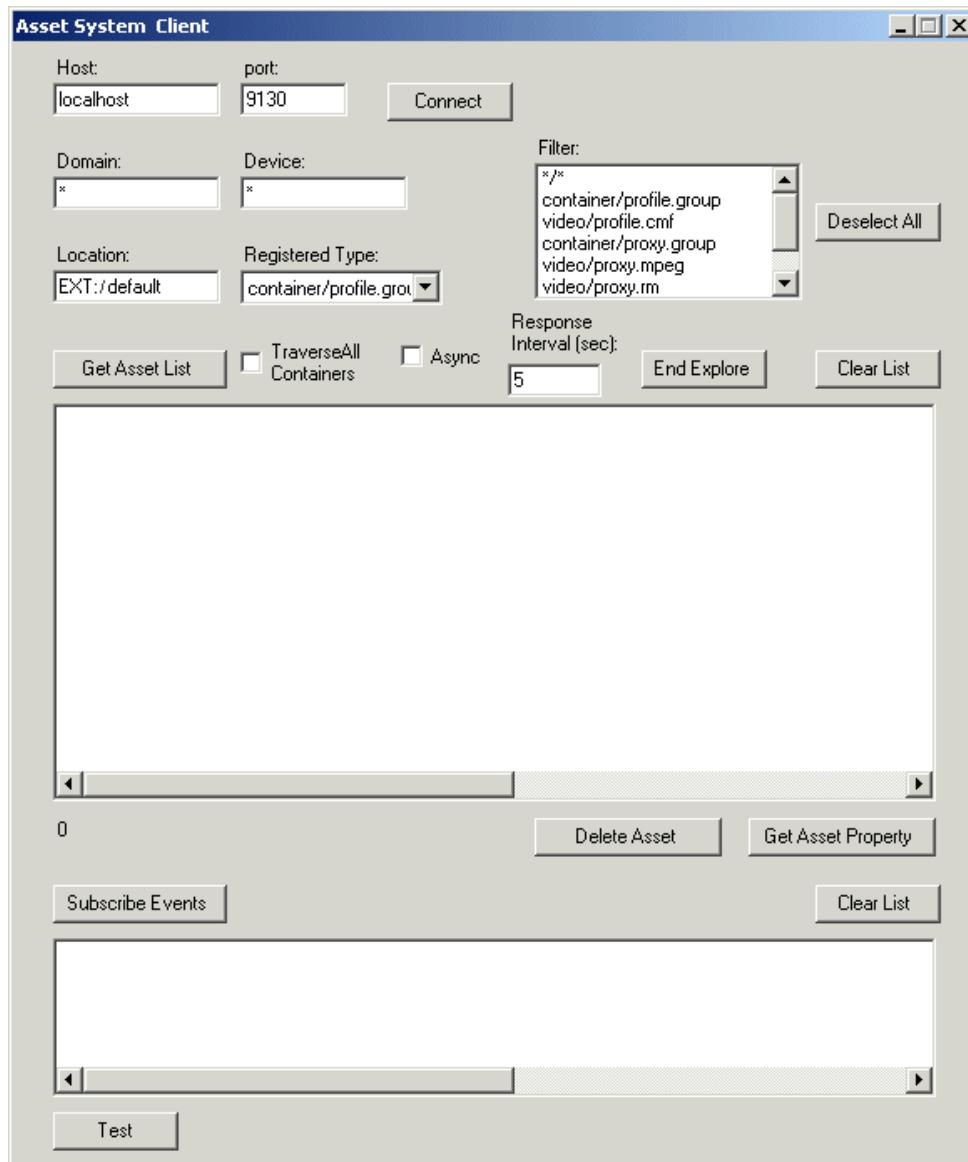 Asset System  Client
Host:
port:
localhost
9130
Connect
Domain:
Device:
Filter:
*
*
*/*
container/profile.group
video/profile.cmf
container/proxy.group
video/proxy.mpeg
video/proxy.rm
Deselect All
Location:
Registered Type:
EXT:/default
container/profile.grou
Get Asset List
TraverseAll
Containers
Async
Response
Interval (sec):
5
End Explore
Clear List
0
Delete Asset
Get Asset Property
Subscribe Events
Clear List
Test